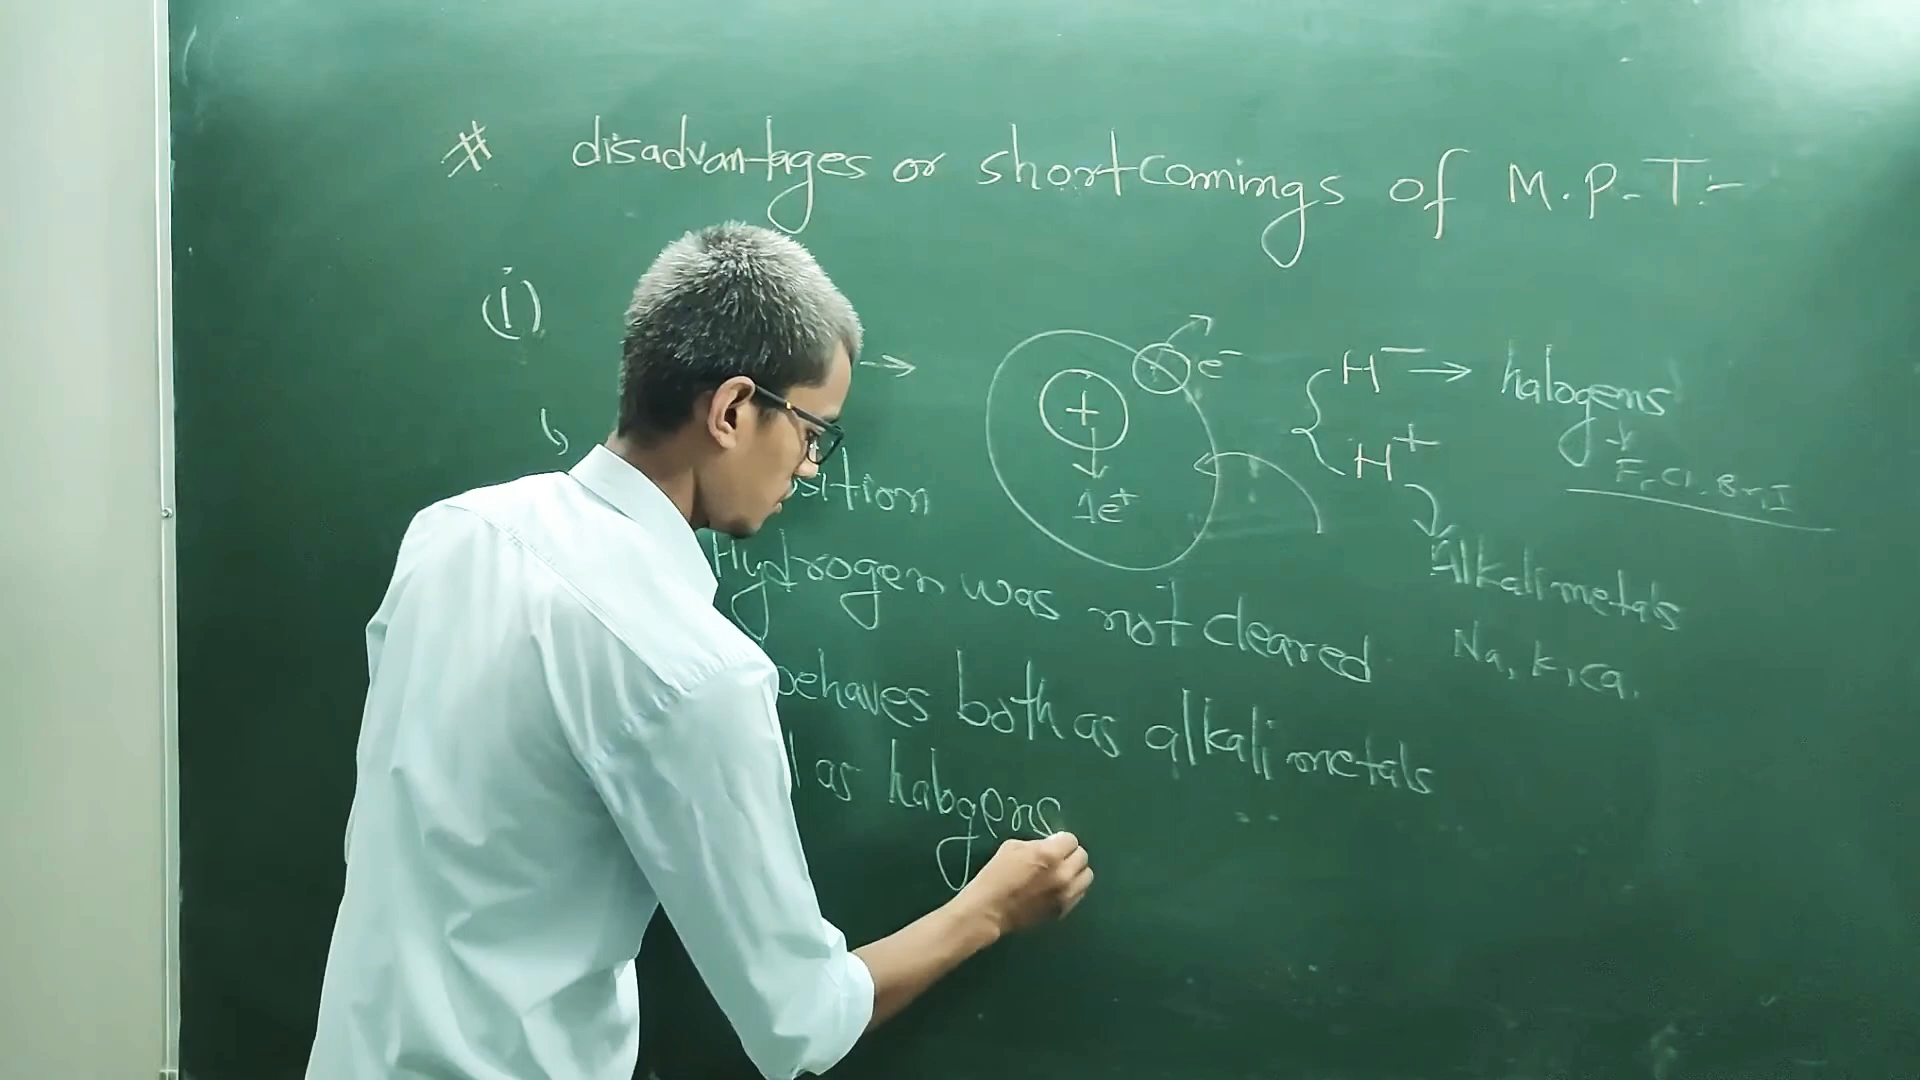 # disadvantages or shortcomings of M.P.T:-
(i)
e⁻
+
1e⁺
H⁻ → halogens
F, Cl, Br, I
H⁺
Alkali metals
Na, K, Ca,
Hydrogen was not cleared
behaves both as alkali metals
as halogens